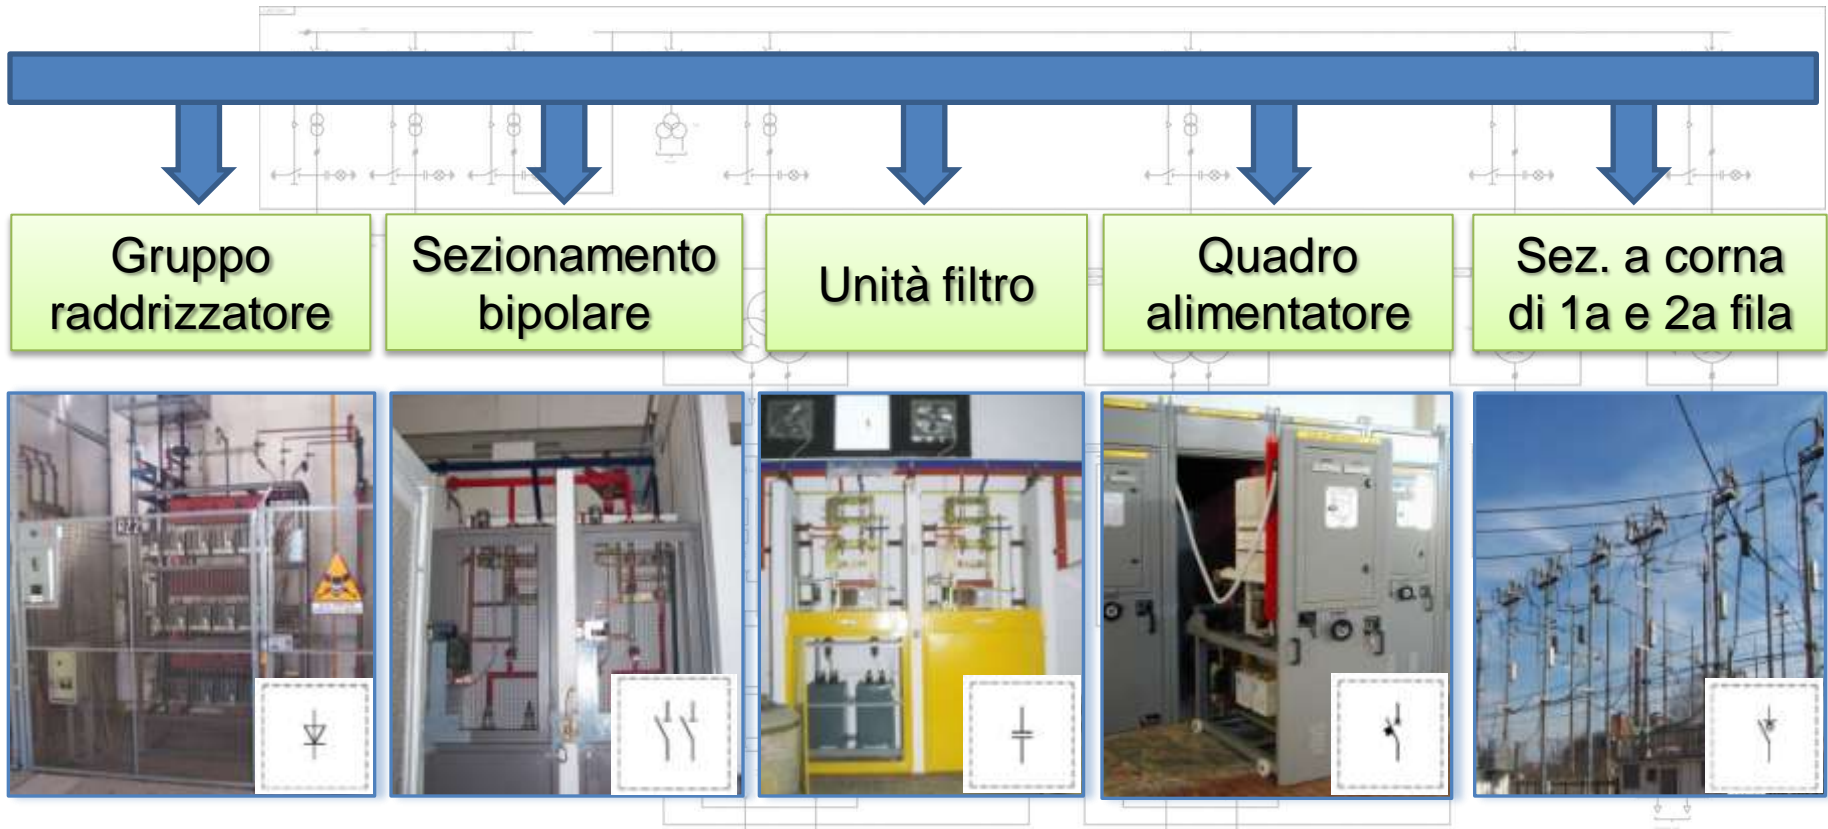 Gruppo
raddrizzatore
Sezionamento
bipolare
Unità filtro
Quadro
alimentatore
Sez. a corna
di 1a e 2a fila